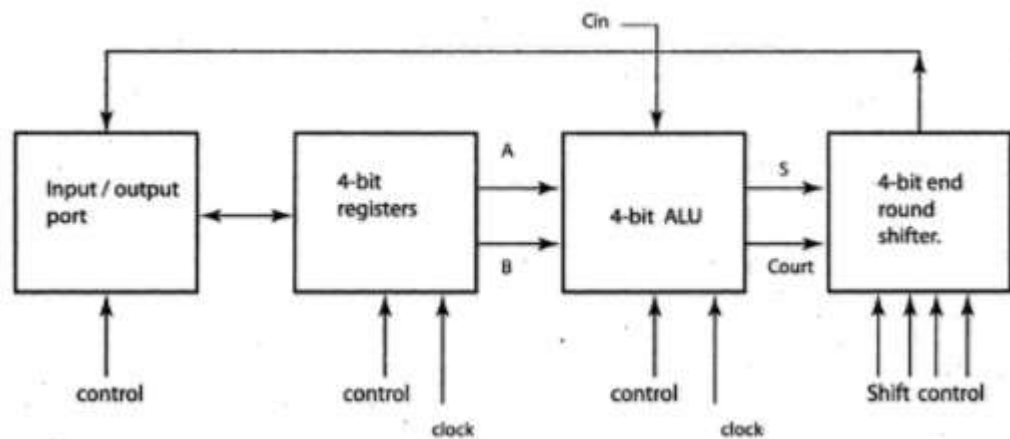 Cin
Input / output
port
4-bit
registers
A
B
4-bit ALU
S
Court
4-bit end
round
shifter.
control
control
clock
control
clock
Shift control